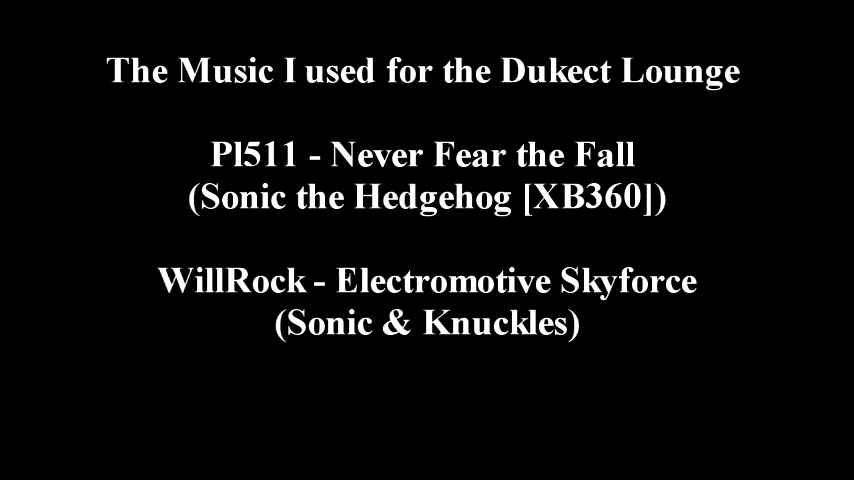 The Music I used for the Dukect Lounge
Pl511 - Never Fear the Fall
(Sonic the Hedgehog [XB360])
WillRock - Electromotive Skyforce
(Sonic & Knuckles)